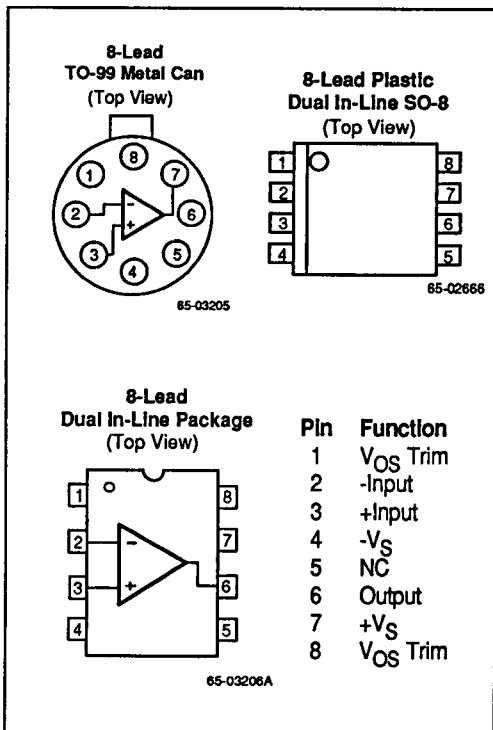 8-Lead
TO-99 Metal Can
(Top View)
8
1
7
2
-
+
6
3
5
4
65-03205
8-Lead Plastic
Dual In-Line SO-8
(Top View)
1
8
2
7
3
6
4
5
65-02666
8-Lead
Dual In-Line Package
(Top View)
1
8
2
-
7
3
+
6
4
5
65-03206A
Pin Function
1 VOS Trim
2 -Input
3 +Input
4 -VS
5 NC
6 Output
7 +VS
8 VOS Trim